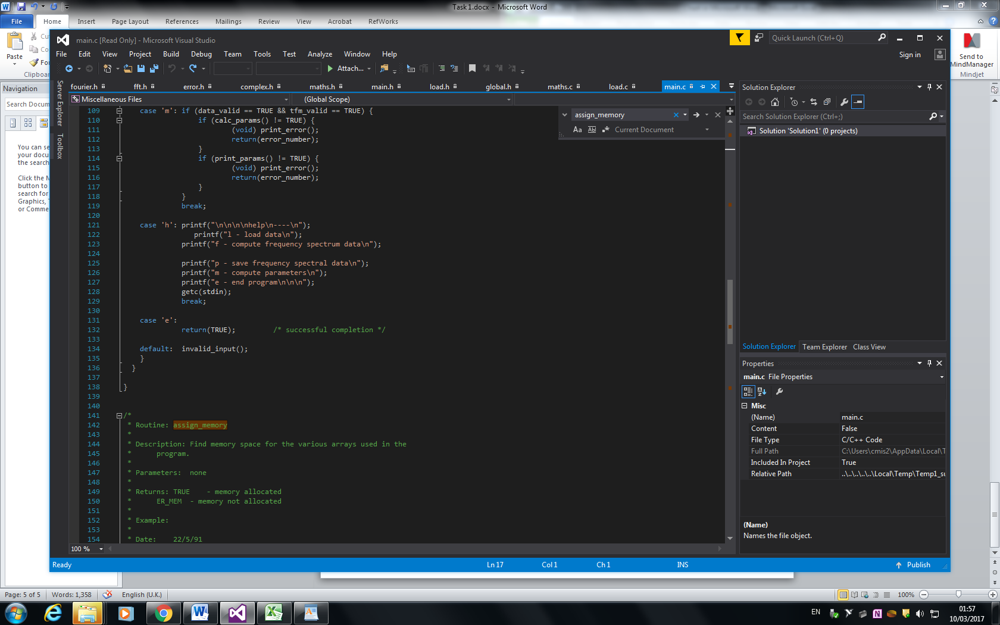 Task 1.docx - Microsoft Word
File Home Insert Page Layout References Mailings Review View Acrobat RefWorks
Paste
Clipboar
Navigation
Search Docum
You can se
your docu
the search
Click the M
button to
search for
Graphics, T
or Comme
Send to
MindManager
Mindjet
main.c [Read Only] - Microsoft Visual Studio
Quick Launch (Ctrl+Q)
File Edit View Project Build Debug Team Tools Test Analyze Window Help
Sign in
Attach...
Server Explorer
Toolbox
fourier.h fft.h error.h complex.h maths.h main.h load.h global.h maths.c load.c main.c
Miscellaneous Files (Global Scope)
assign_memory
Aa Ab Current Document
109 case 'm': if (data_valid == TRUE && tfm_valid == TRUE) {
110 if (calc_params() != TRUE) {
111 (void) print_error();
112 return(error_number);
113 }
114 if (print_params() != TRUE) {
115 (void) print_error();
116 return(error_number);
117 }
118 }
119 break;
120
121 case 'h': printf("\n\n\n\nhelp\n----\n");
122 printf("l - load data\n");
123 printf("f - compute frequency spectrum data\n");
124
125 printf("p - save frequency spectral data\n");
126 printf("m - compute parameters\n");
127 printf("e - end program\n\n\n");
128 getc(stdin);
129 break;
130
131 case 'e':
132 return(TRUE); /* successful completion */
133
134 default: invalid_input();
135 }
136 }
137
138 }
139
140
141 /*
142 * Routine: assign_memory
143 *
144 * Description: Find memory space for the various arrays used in the
145 * program.
146 *
147 * Parameters: none
148 *
149 * Returns: TRUE - memory allocated
150 * ER_MEM - memory not allocated
151 *
152 * Example:
153 *
154 * Date: 22/5/91
100 %
Solution Explorer
Search Solution Explorer (Ctrl+;)
Solution 'Solution1' (0 projects)
Solution Explorer Team Explorer Class View
Properties
main.c File Properties
Misc
(Name) main.c
Content False
File Type C/C++ Code
Full Path C:\Users\cmis2\AppData\Local\T
Included In Project True
Relative Path ..\..\..\..\..\Local\Temp\Temp1_su
(Name)
Names the file object.
Ready Ln 17 Col 1 Ch 1 INS Publish
Page: 5 of 5 Words: 1,358 English (U.K.) 100%
EN
01:57
10/03/2017